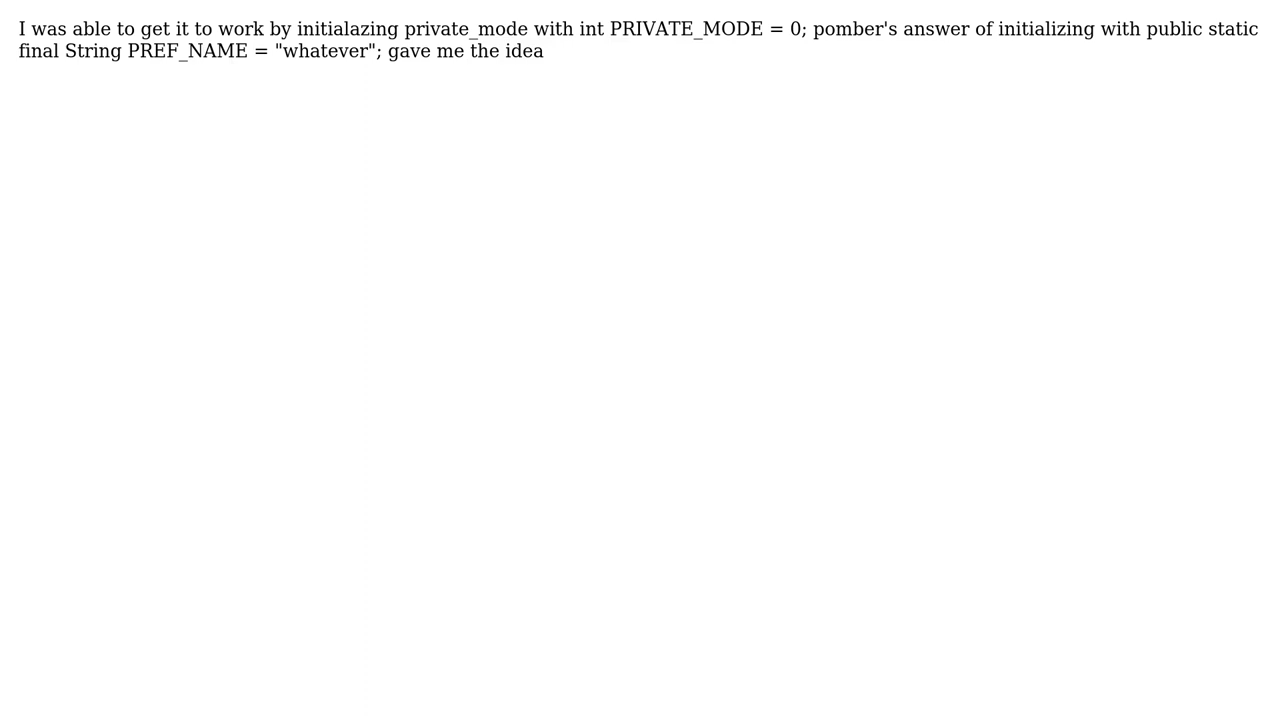 I was able to get it to work by initialazing private_mode with int PRIVATE_MODE = 0; pomber's answer of initializing with public static
final String PREF_NAME = "whatever"; gave me the idea